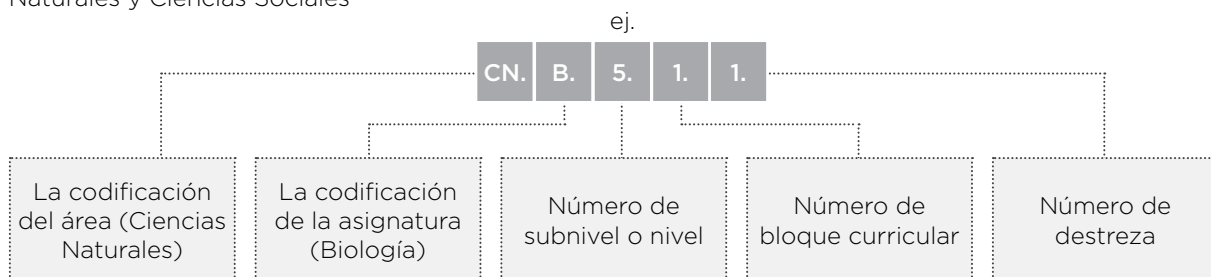 Naturales y Ciencias Sociales
ej.
CN. B. 5. 1. 1.
La codificación
del área (Ciencias
Naturales)
La codificación
de la asignatura
(Biología)
Número de
subnivel o nivel
Número de
bloque curricular
Número de
destreza